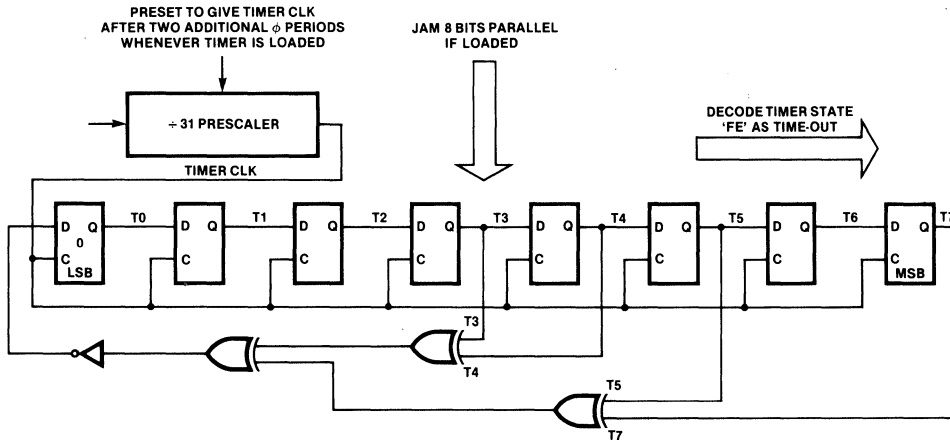 PRESET TO GIVE TIMER CLK
AFTER TWO ADDITIONAL ϕ PERIODS
WHENEVER TIMER IS LOADED
JAM 8 BITS PARALLEL
IF LOADED
÷ 31 PRESCALER
DECODE TIMER STATE
'FE' AS TIME-OUT
TIMER CLK
D Q T0 D Q T1 D Q T2 D Q T3 D Q T4 D Q T5 D Q T6 D Q T7
0
C C C C C C C C
LSB MSB
T3
T4
T5
T7